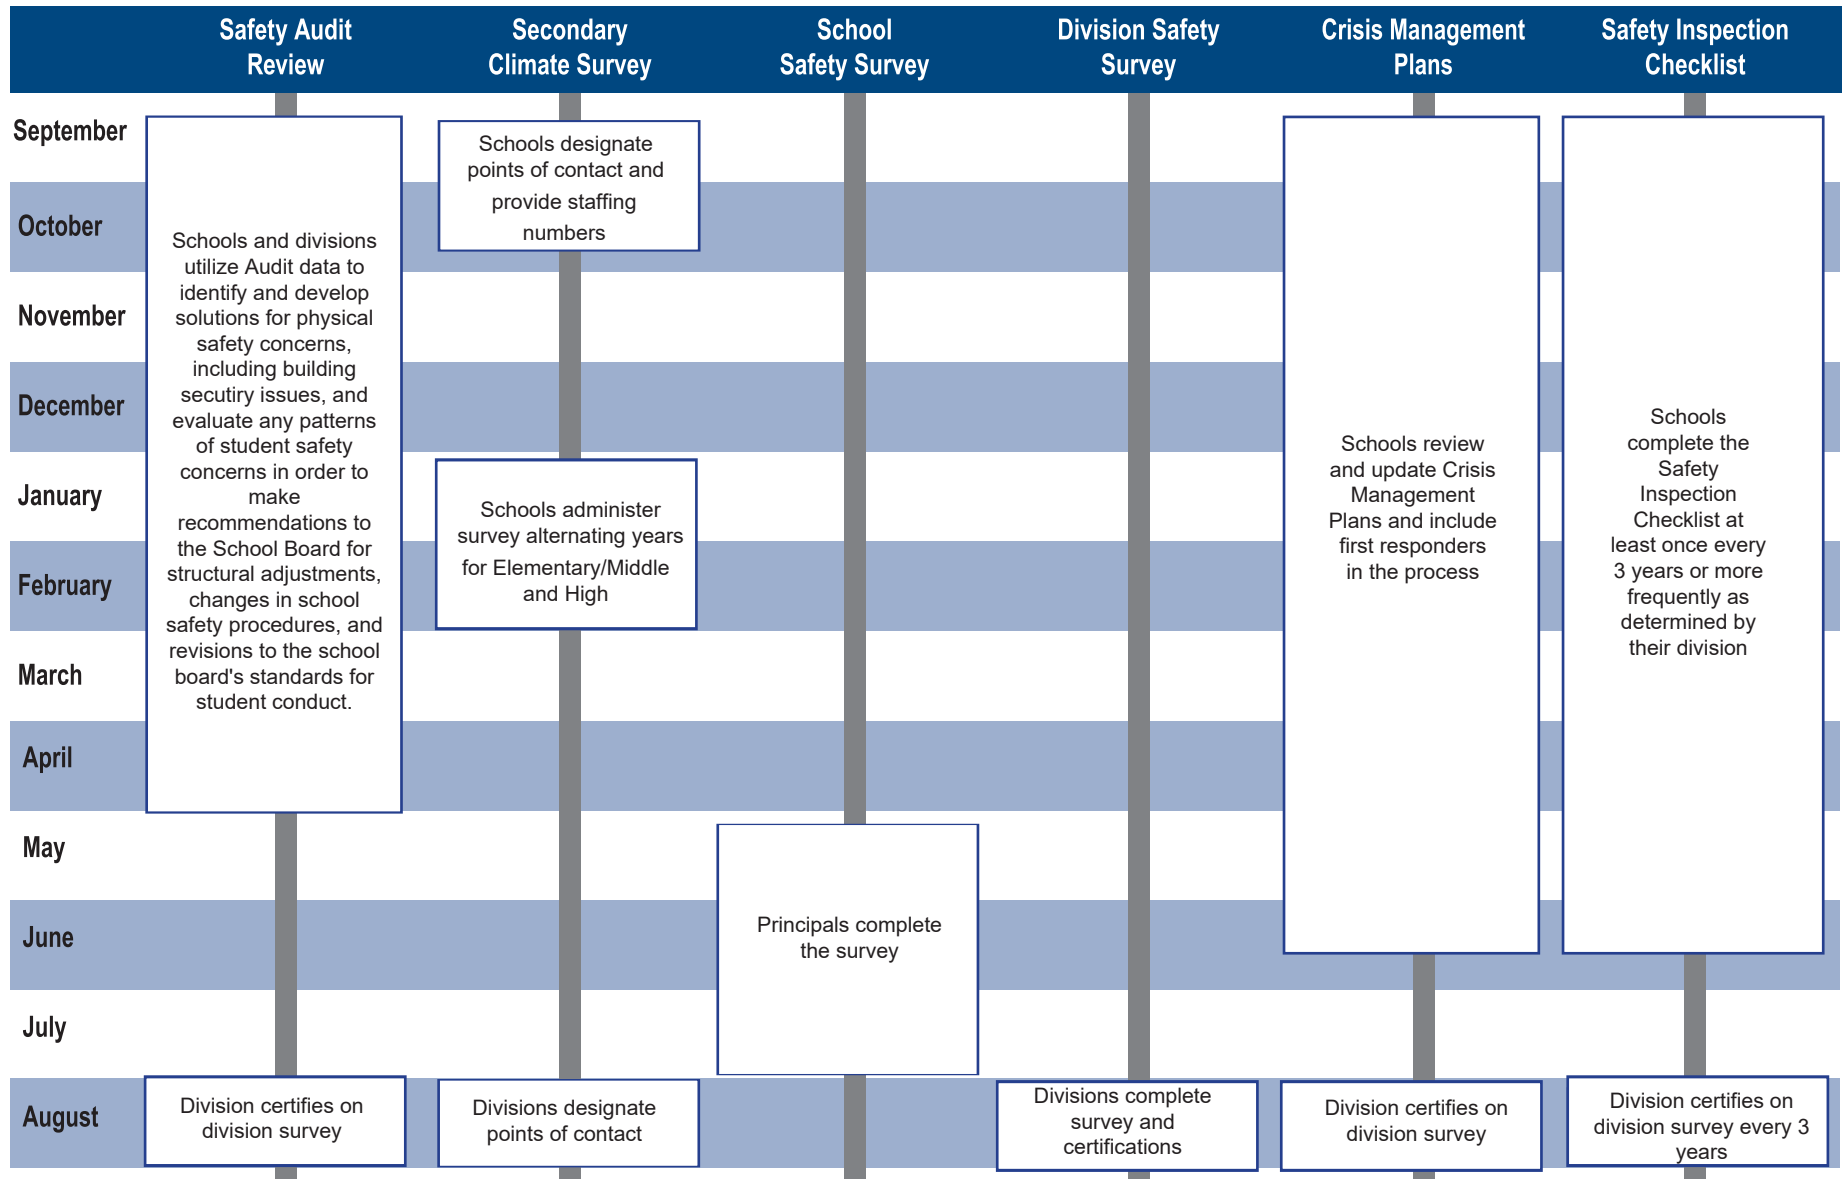 Safety Audit
Review
Secondary
Climate Survey
School
Safety Survey
Division Safety
Survey
Crisis Management
Plans
Safety Inspection
Checklist
September
October
November
December
January
February
March
April
May
June
July
August
Schools and divisions
utilize Audit data to
identify and develop
solutions for physical
safety concerns,
including building
secutiry issues, and
evaluate any patterns
of student safety
concerns in order to
make
recommendations to
the School Board for
structural adjustments,
changes in school
safety procedures, and
revisions to the school
board's standards for
student conduct.
Division certifies on
division survey
Schools designate
points of contact and
provide staffing
numbers
Schools administer
survey alternating years
for Elementary/Middle
and High
Divisions designate
points of contact
Principals complete
the survey
Divisions complete
survey and
certifications
Schools review
and update Crisis
Management
Plans and include
first responders
in the process
Division certifies on
division survey
Schools
complete the
Safety
Inspection
Checklist at
least once every
3 years or more
frequently as
determined by
their division
Division certifies on
division survey every 3
years